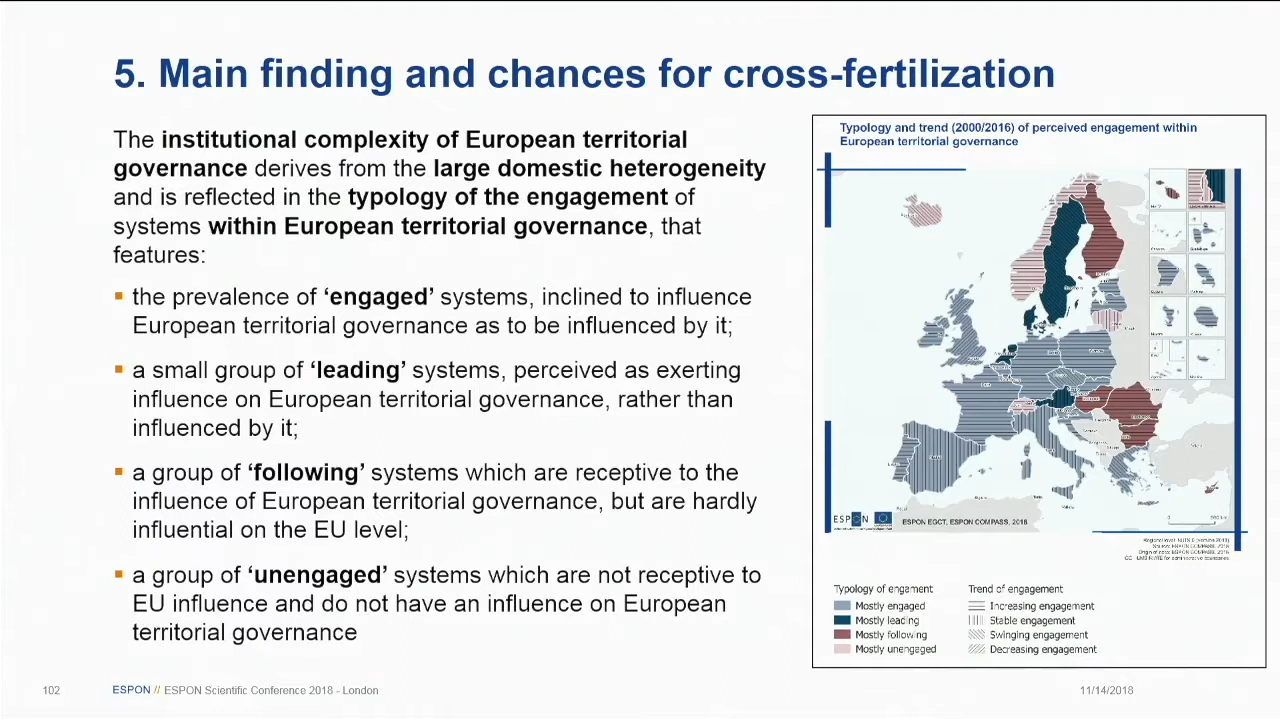 5. Main finding and chances for cross-fertilization
The institutional complexity of European territorial
governance derives from the large domestic heterogeneity
and is reflected in the typology of the engagement of
systems within European territorial governance, that
features:
the prevalence of ‘engaged’ systems, inclined to influence
European territorial governance as to be influenced by it;
a small group of ‘leading’ systems, perceived as exerting
influence on European territorial governance, rather than
influenced by it;
a group of ‘following’ systems which are receptive to the
influence of European territorial governance, but are hardly
influential on the EU level;
a group of ‘unengaged’ systems which are not receptive to
EU influence and do not have an influence on European
territorial governance
Typology and trend (2000/2016) of perceived engagement within
European territorial governance
ESPON
ESPON EGCT, ESPON COMPASS, 2016
Source: ESPON COMPASS, 2016
Typology of engament
Mostly engaged
Mostly leading
Mostly following
Mostly unengaged
Trend of engagement
Increasing engagement
Stable engagement
Swinging engagement
Decreasing engagement
102
ESPON // ESPON Scientific Conference 2018 - London
11/14/2018